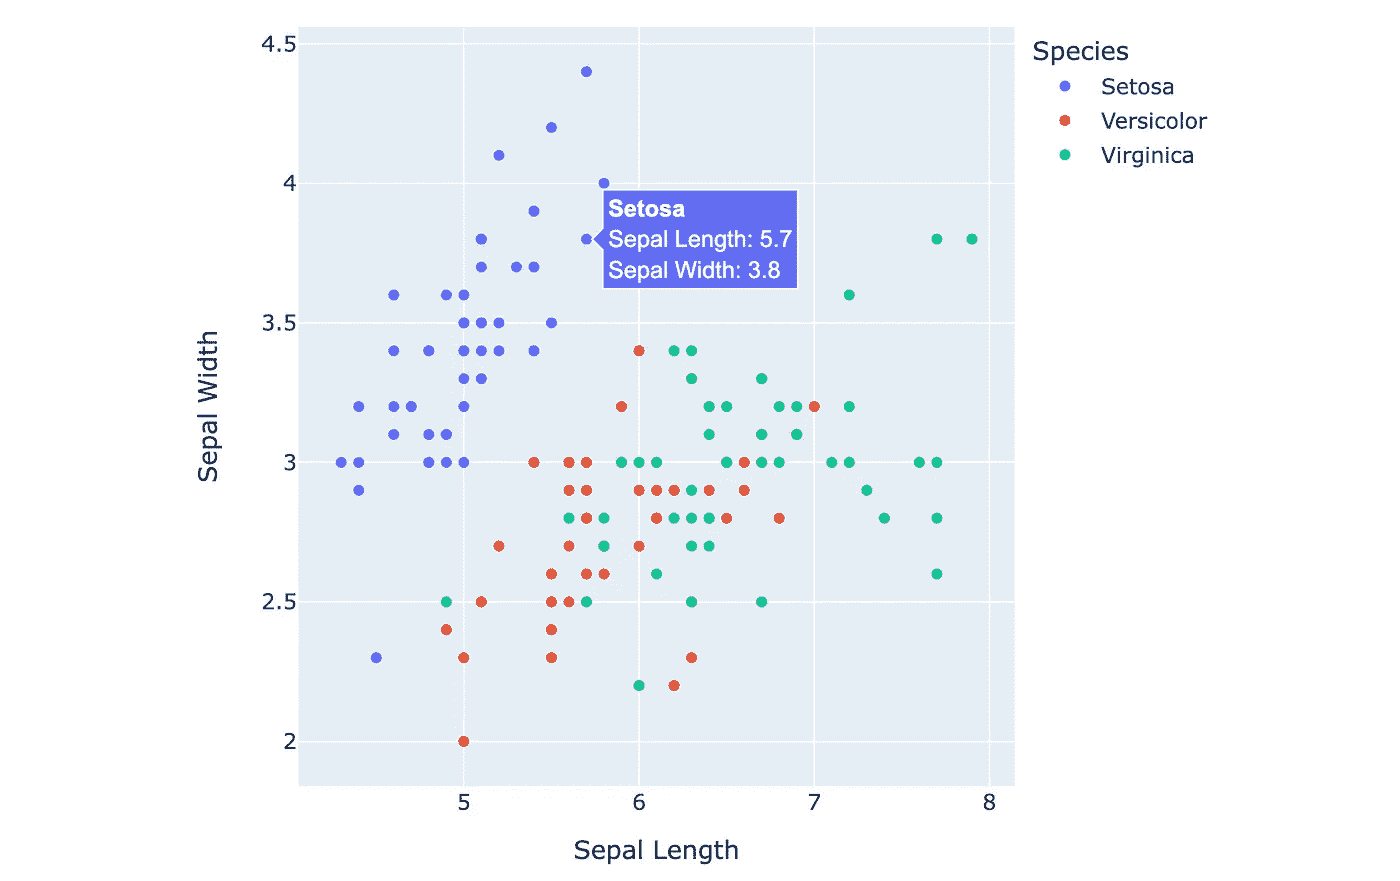 4.5
4
3.5
3
2.5
2
Sepal Width
5
6
7
8
Sepal Length
Setosa
Sepal Length: 5.7
Sepal Width: 3.8
Species
Setosa
Versicolor
Virginica